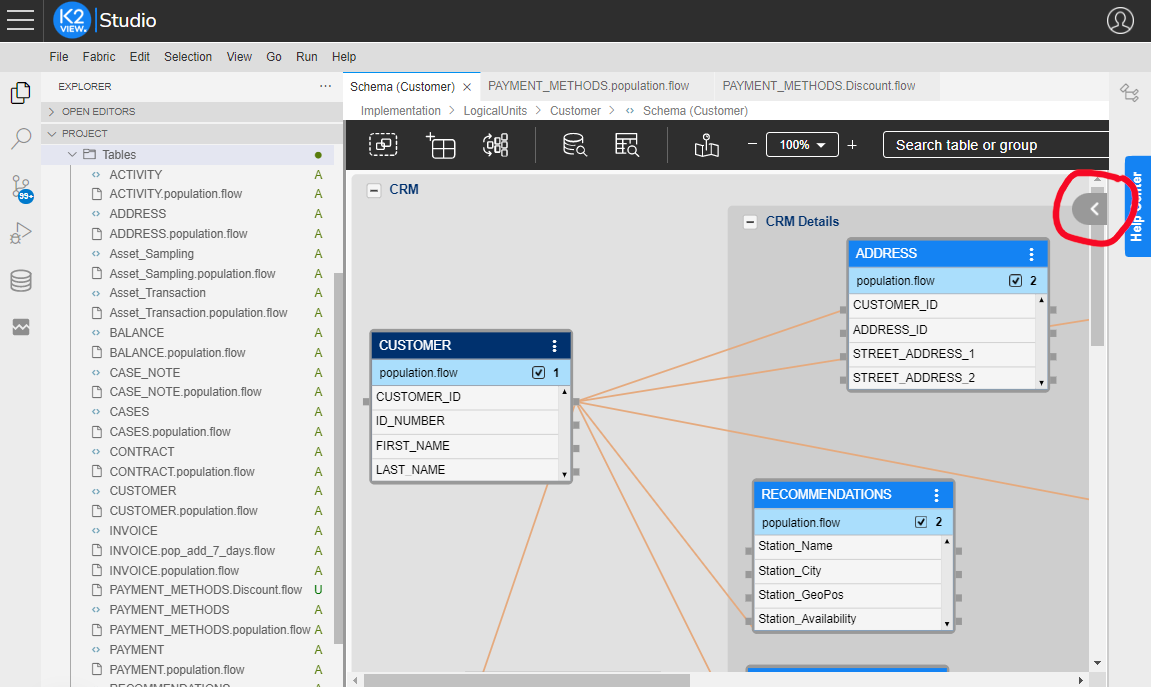 K2
VIEW.
Studio
File Fabric Edit Selection View Go Run Help
EXPLORER ...
OPEN EDITORS
PROJECT
Tables
ACTIVITY A
ACTIVITY.population.flow A
ADDRESS A
ADDRESS.population.flow A
Asset_Sampling A
Asset_Sampling.population.flow A
Asset_Transaction A
Asset_Transaction.population.flow A
BALANCE A
BALANCE.population.flow A
CASE_NOTE A
CASE_NOTE.population.flow A
CASES A
CASES.population.flow A
CONTRACT A
CONTRACT.population.flow A
CUSTOMER A
CUSTOMER.population.flow A
INVOICE A
INVOICE.pop_add_7_days.flow A
INVOICE.population.flow A
PAYMENT_METHODS.Discount.flow U
PAYMENT_METHODS A
PAYMENT_METHODS.population.flow A
PAYMENT A
PAYMENT.population.flow A
RECOMMENDATIONS A
99+
Schema (Customer) × PAYMENT_METHODS.population.flow PAYMENT_METHODS.Discount.flow
Implementation > LogicalUnits > Customer > Schema (Customer)
− 100% + Search table or group
CRM
CRM Details
ADDRESS
population.flow 2
CUSTOMER_ID
ADDRESS_ID
STREET_ADDRESS_1
STREET_ADDRESS_2
CUSTOMER
population.flow 1
CUSTOMER_ID
ID_NUMBER
FIRST_NAME
LAST_NAME
RECOMMENDATIONS
population.flow 2
Station_Name
Station_City
Station_GeoPos
Station_Availability
Help Center